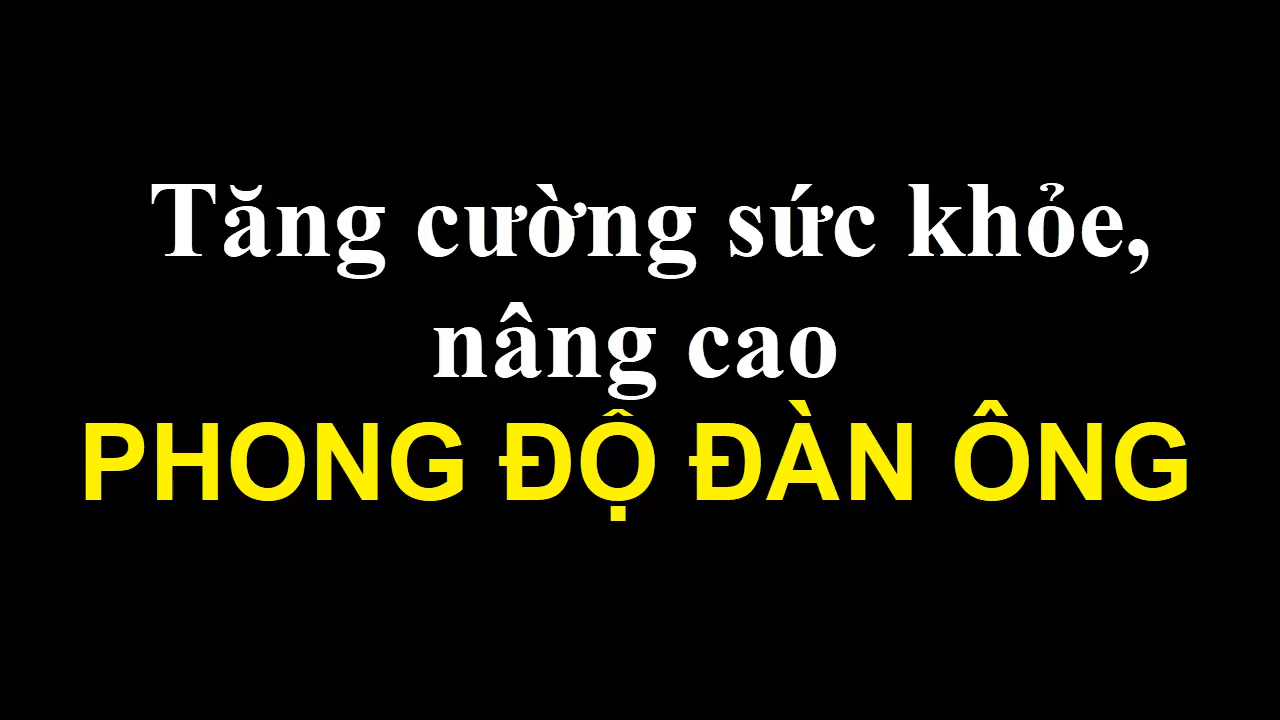 Tăng cường sức khỏe,
nâng cao
PHONG ĐỘ ĐÀN ÔNG